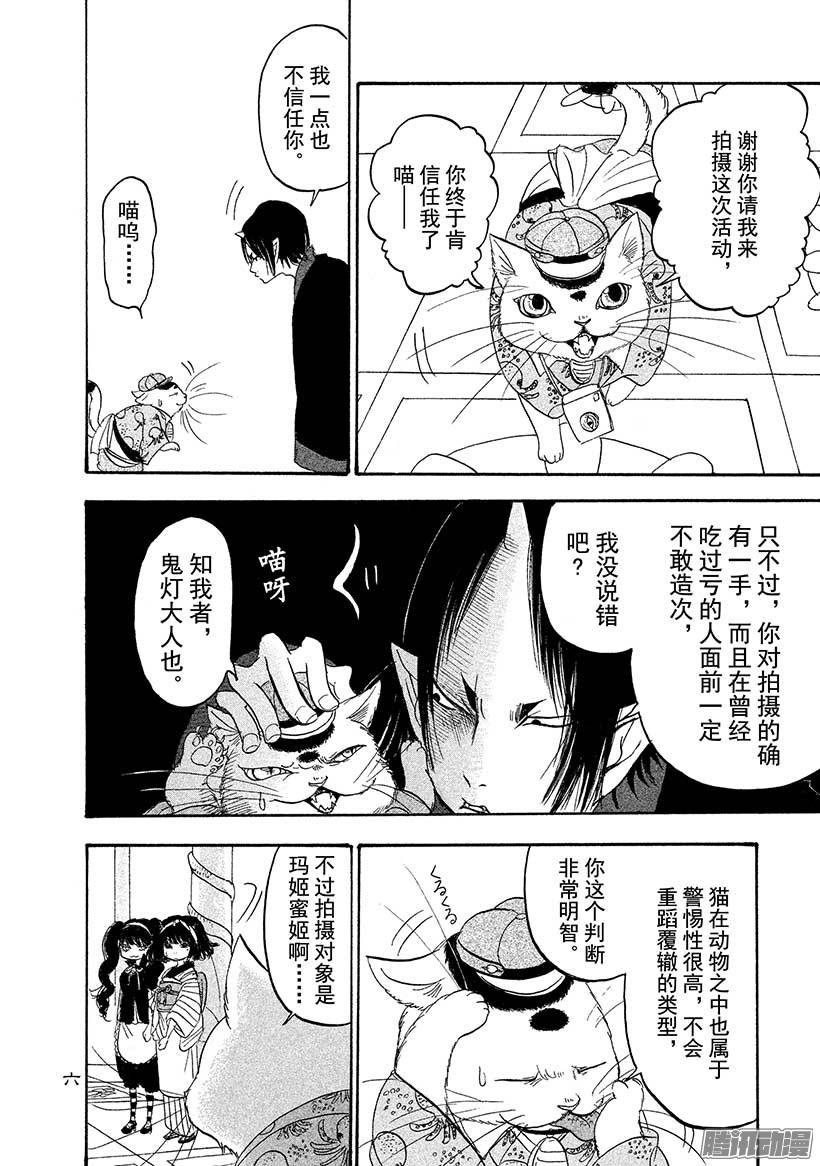 谢谢你请我来
拍摄这次活动，
你终于肯
信任我了
喵——
我一点也
不信任你。
喵呜……
只不过，你对拍摄的确
有一手，而且在曾经
吃过亏的人面前一定
不敢造次，
我没说错
吧？
喵呀
知我者，
鬼灯大人也。
猫在动物之中也属于
警惕性很高，不会
重蹈覆辙的类型，
你这个判断
非常明智。
くるくる
不过拍摄对象是
玛姬蜜姬啊……
六
腾讯动漫